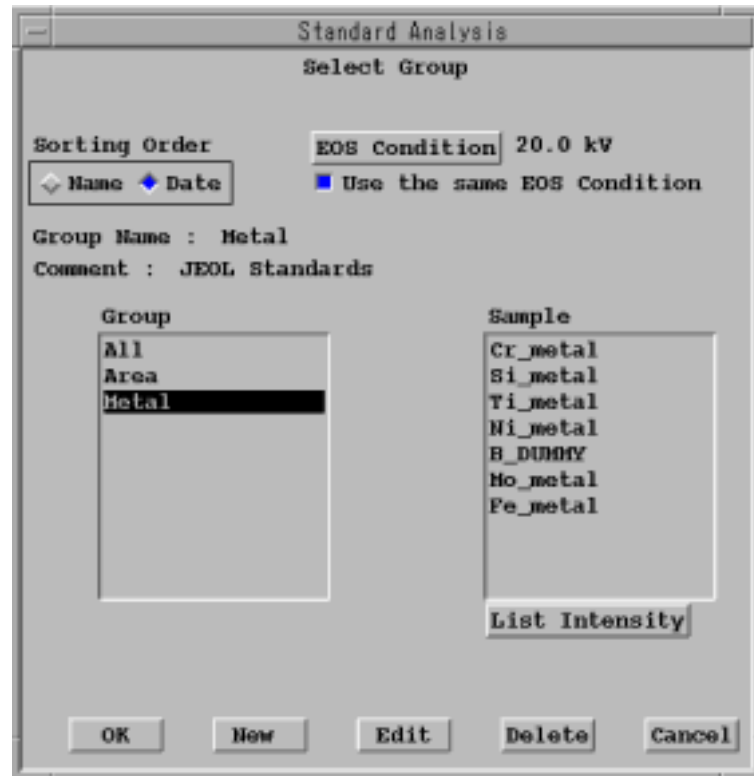 Standard Analysis
Select Group
Sorting Order
EOS Condition 20.0 kV
Name Date
Use the same EOS Condition
Group Name : Metal
Comment : JEOL Standards
Group
Sample
All
Area
Metal
Cr_metal
Si_metal
Ti_metal
Ni_metal
B_DUMMY
Mo_metal
Fe_metal
List Intensity
OK New Edit Delete Cancel